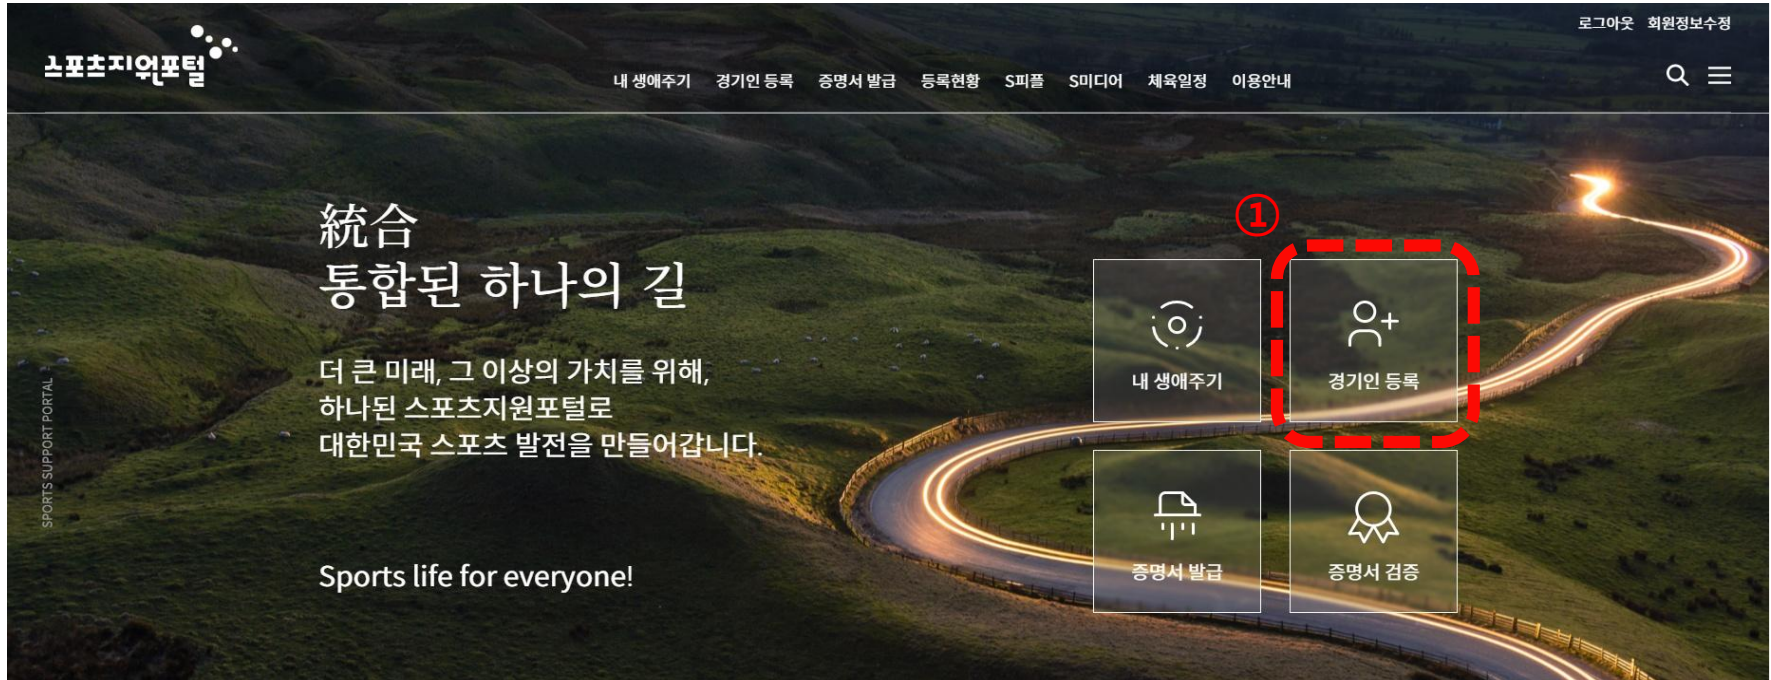 로그아웃 회원정보수정
스포츠지원포털
내 생애주기 경기인 등록 증명서 발급 등록현황 S피플 S미디어 체육일정 이용안내
統合
통합된 하나의 길
더 큰 미래, 그 이상의 가치를 위해,
하나된 스포츠지원포털로
대한민국 스포츠 발전을 만들어갑니다.
Sports life for everyone!
SPORTS SUPPORT PORTAL
①
내 생애주기
경기인 등록
증명서 발급
증명서 검증